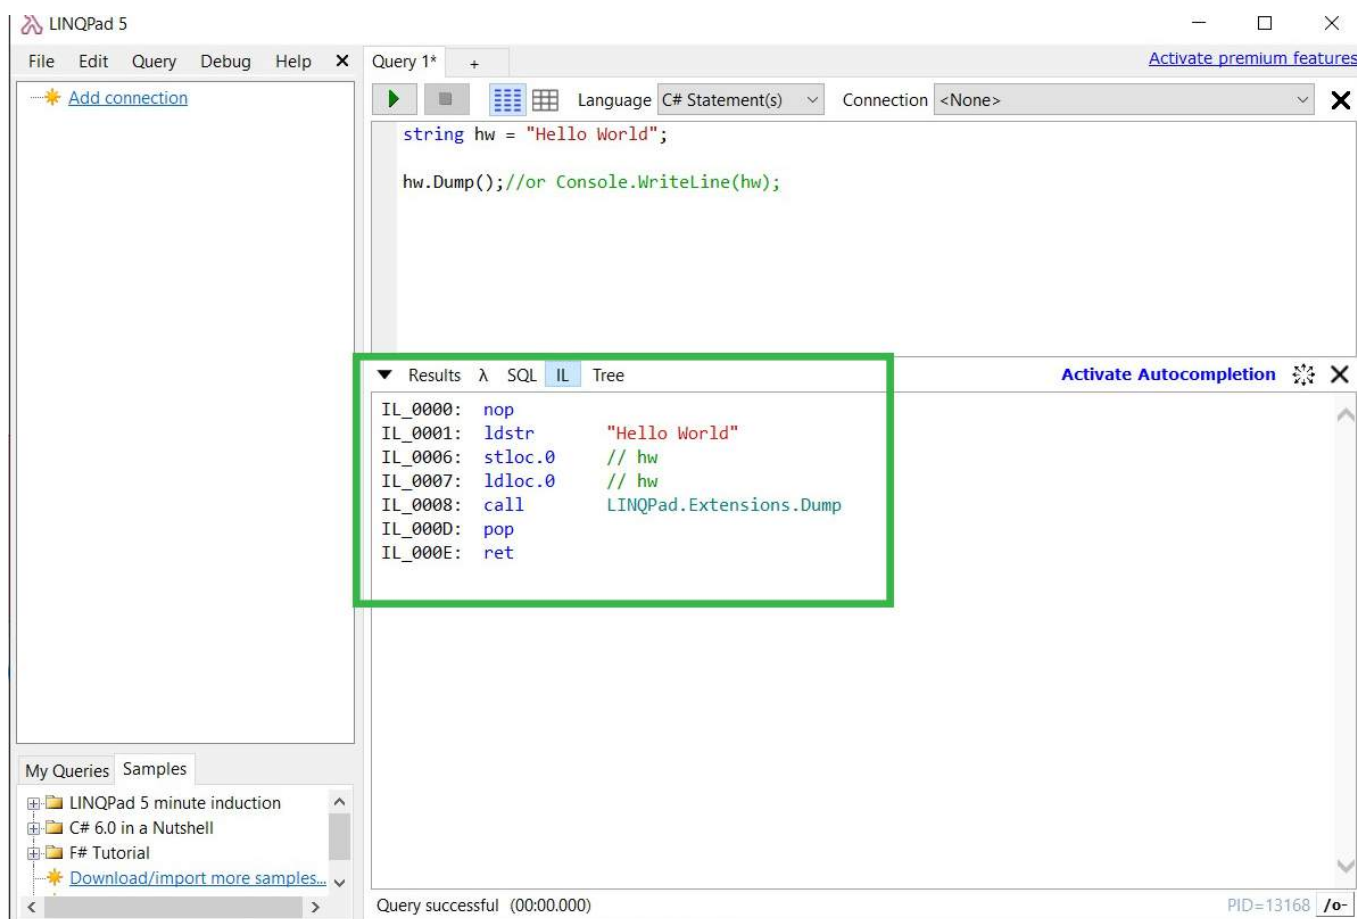 LINQPad 5
File Edit Query Debug Help
Query 1* +
Activate premium features
Add connection
Language C# Statement(s) Connection <None>
string hw = "Hello World";
hw.Dump();//or Console.WriteLine(hw);
Results λ SQL IL Tree
Activate Autocompletion
IL_0000: nop
IL_0001: ldstr "Hello World"
IL_0006: stloc.0 // hw
IL_0007: ldloc.0 // hw
IL_0008: call LINQPad.Extensions.Dump
IL_000D: pop
IL_000E: ret
My Queries Samples
LINQPad 5 minute induction
C# 6.0 in a Nutshell
F# Tutorial
Download/import more samples...
Query successful (00:00.000)
PID=13168 /o-